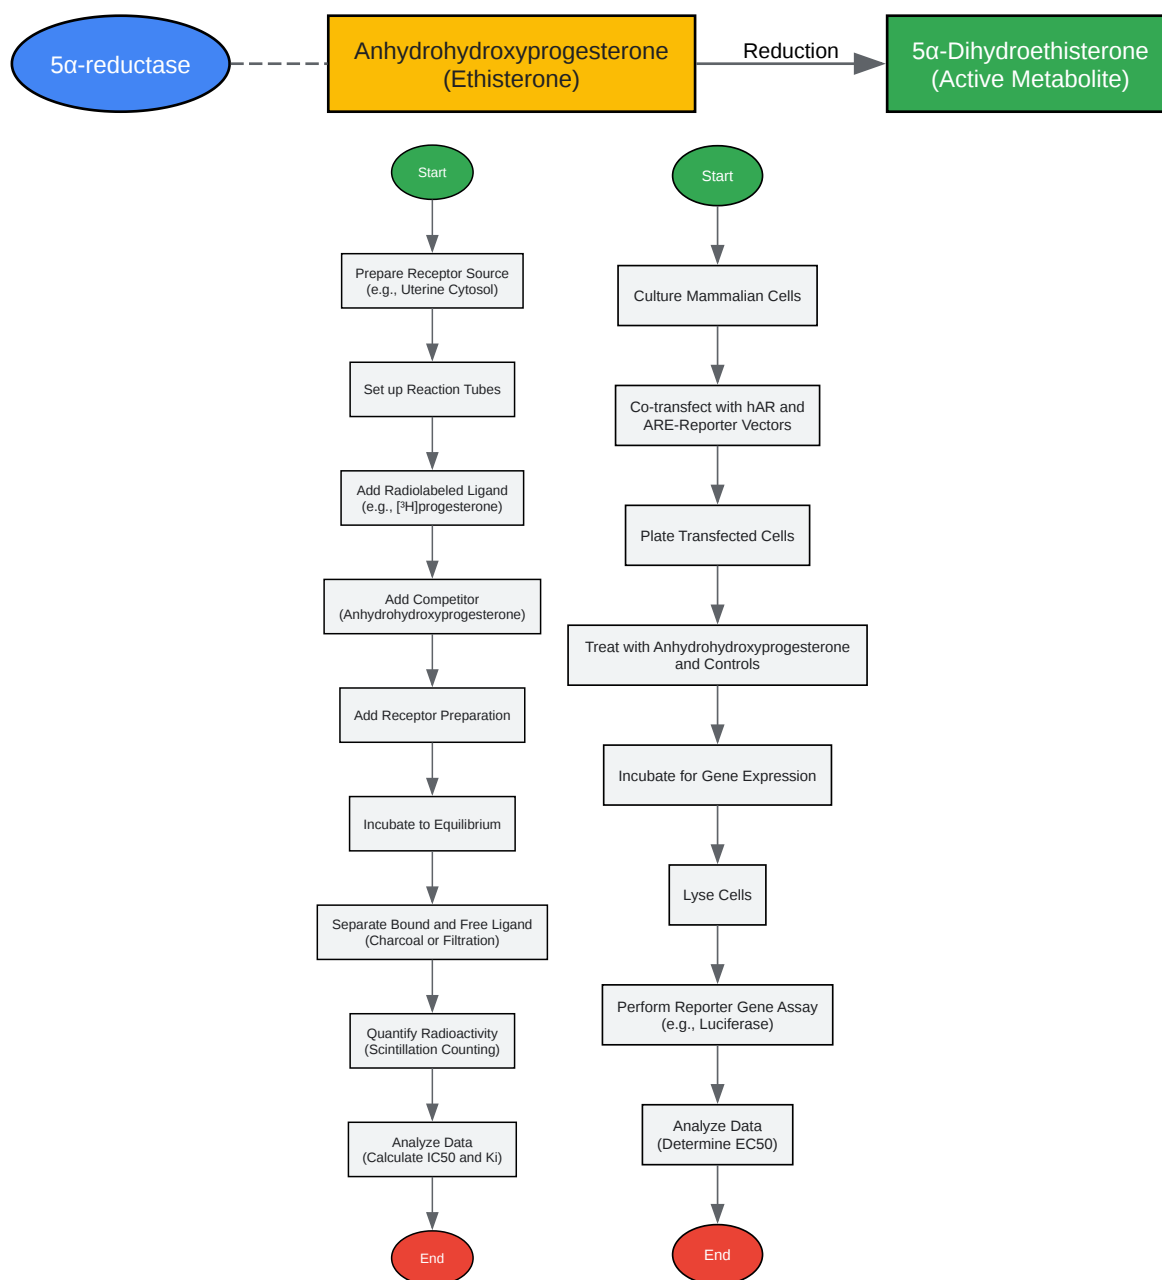 5α-reductase
Anhydrohydroxyprogesterone
(Ethisterone)
Reduction
5α-Dihydroethisterone
(Active Metabolite)
Start
Prepare Receptor Source
(e.g., Uterine Cytosol)
Set up Reaction Tubes
Add Radiolabeled Ligand
(e.g., [³H]progesterone)
Add Competitor
(Anhydrohydroxyprogesterone)
Add Receptor Preparation
Incubate to Equilibrium
Separate Bound and Free Ligand
(Charcoal or Filtration)
Quantify Radioactivity
(Scintillation Counting)
Analyze Data
(Calculate IC50 and Ki)
End
Start
Culture Mammalian Cells
Co-transfect with hAR and
ARE-Reporter Vectors
Plate Transfected Cells
Treat with Anhydrohydroxyprogesterone
and Controls
Incubate for Gene Expression
Lyse Cells
Perform Reporter Gene Assay
(e.g., Luciferase)
Analyze Data
(Determine EC50)
End